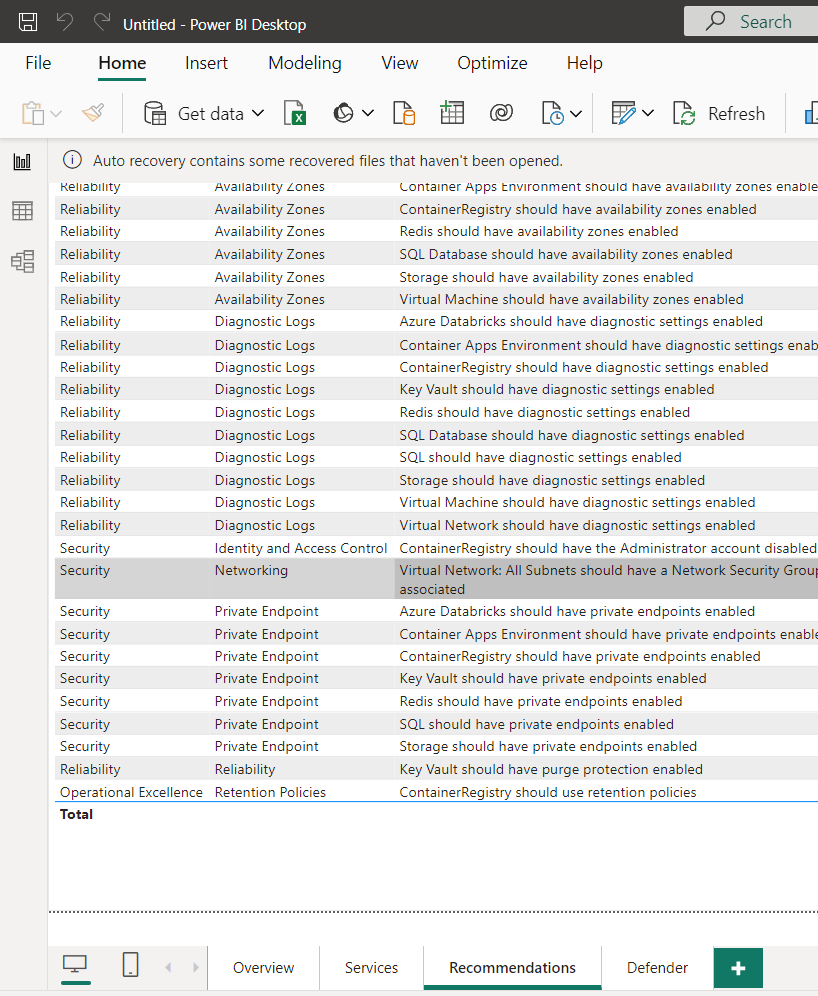 Untitled - Power BI Desktop
Search
File Home Insert Modeling View Optimize Help
Get data Refresh
Auto recovery contains some recovered files that haven't been opened.
Reliability Availability Zones Container Apps Environment should have availability zones enable
Reliability Availability Zones ContainerRegistry should have availability zones enabled
Reliability Availability Zones Redis should have availability zones enabled
Reliability Availability Zones SQL Database should have availability zones enabled
Reliability Availability Zones Storage should have availability zones enabled
Reliability Availability Zones Virtual Machine should have availability zones enabled
Reliability Diagnostic Logs Azure Databricks should have diagnostic settings enabled
Reliability Diagnostic Logs Container Apps Environment should have diagnostic settings enab
Reliability Diagnostic Logs ContainerRegistry should have diagnostic settings enabled
Reliability Diagnostic Logs Key Vault should have diagnostic settings enabled
Reliability Diagnostic Logs Redis should have diagnostic settings enabled
Reliability Diagnostic Logs SQL Database should have diagnostic settings enabled
Reliability Diagnostic Logs SQL should have diagnostic settings enabled
Reliability Diagnostic Logs Storage should have diagnostic settings enabled
Reliability Diagnostic Logs Virtual Machine should have diagnostic settings enabled
Reliability Diagnostic Logs Virtual Network should have diagnostic settings enabled
Security Identity and Access Control ContainerRegistry should have the Administrator account disabled
Security Networking Virtual Network: All Subnets should have a Network Security Group
associated
Security Private Endpoint Azure Databricks should have private endpoints enabled
Security Private Endpoint Container Apps Environment should have private endpoints enable
Security Private Endpoint ContainerRegistry should have private endpoints enabled
Security Private Endpoint Key Vault should have private endpoints enabled
Security Private Endpoint Redis should have private endpoints enabled
Security Private Endpoint SQL should have private endpoints enabled
Security Private Endpoint Storage should have private endpoints enabled
Reliability Reliability Key Vault should have purge protection enabled
Operational Excellence Retention Policies ContainerRegistry should use retention policies
Total
Overview Services Recommendations Defender